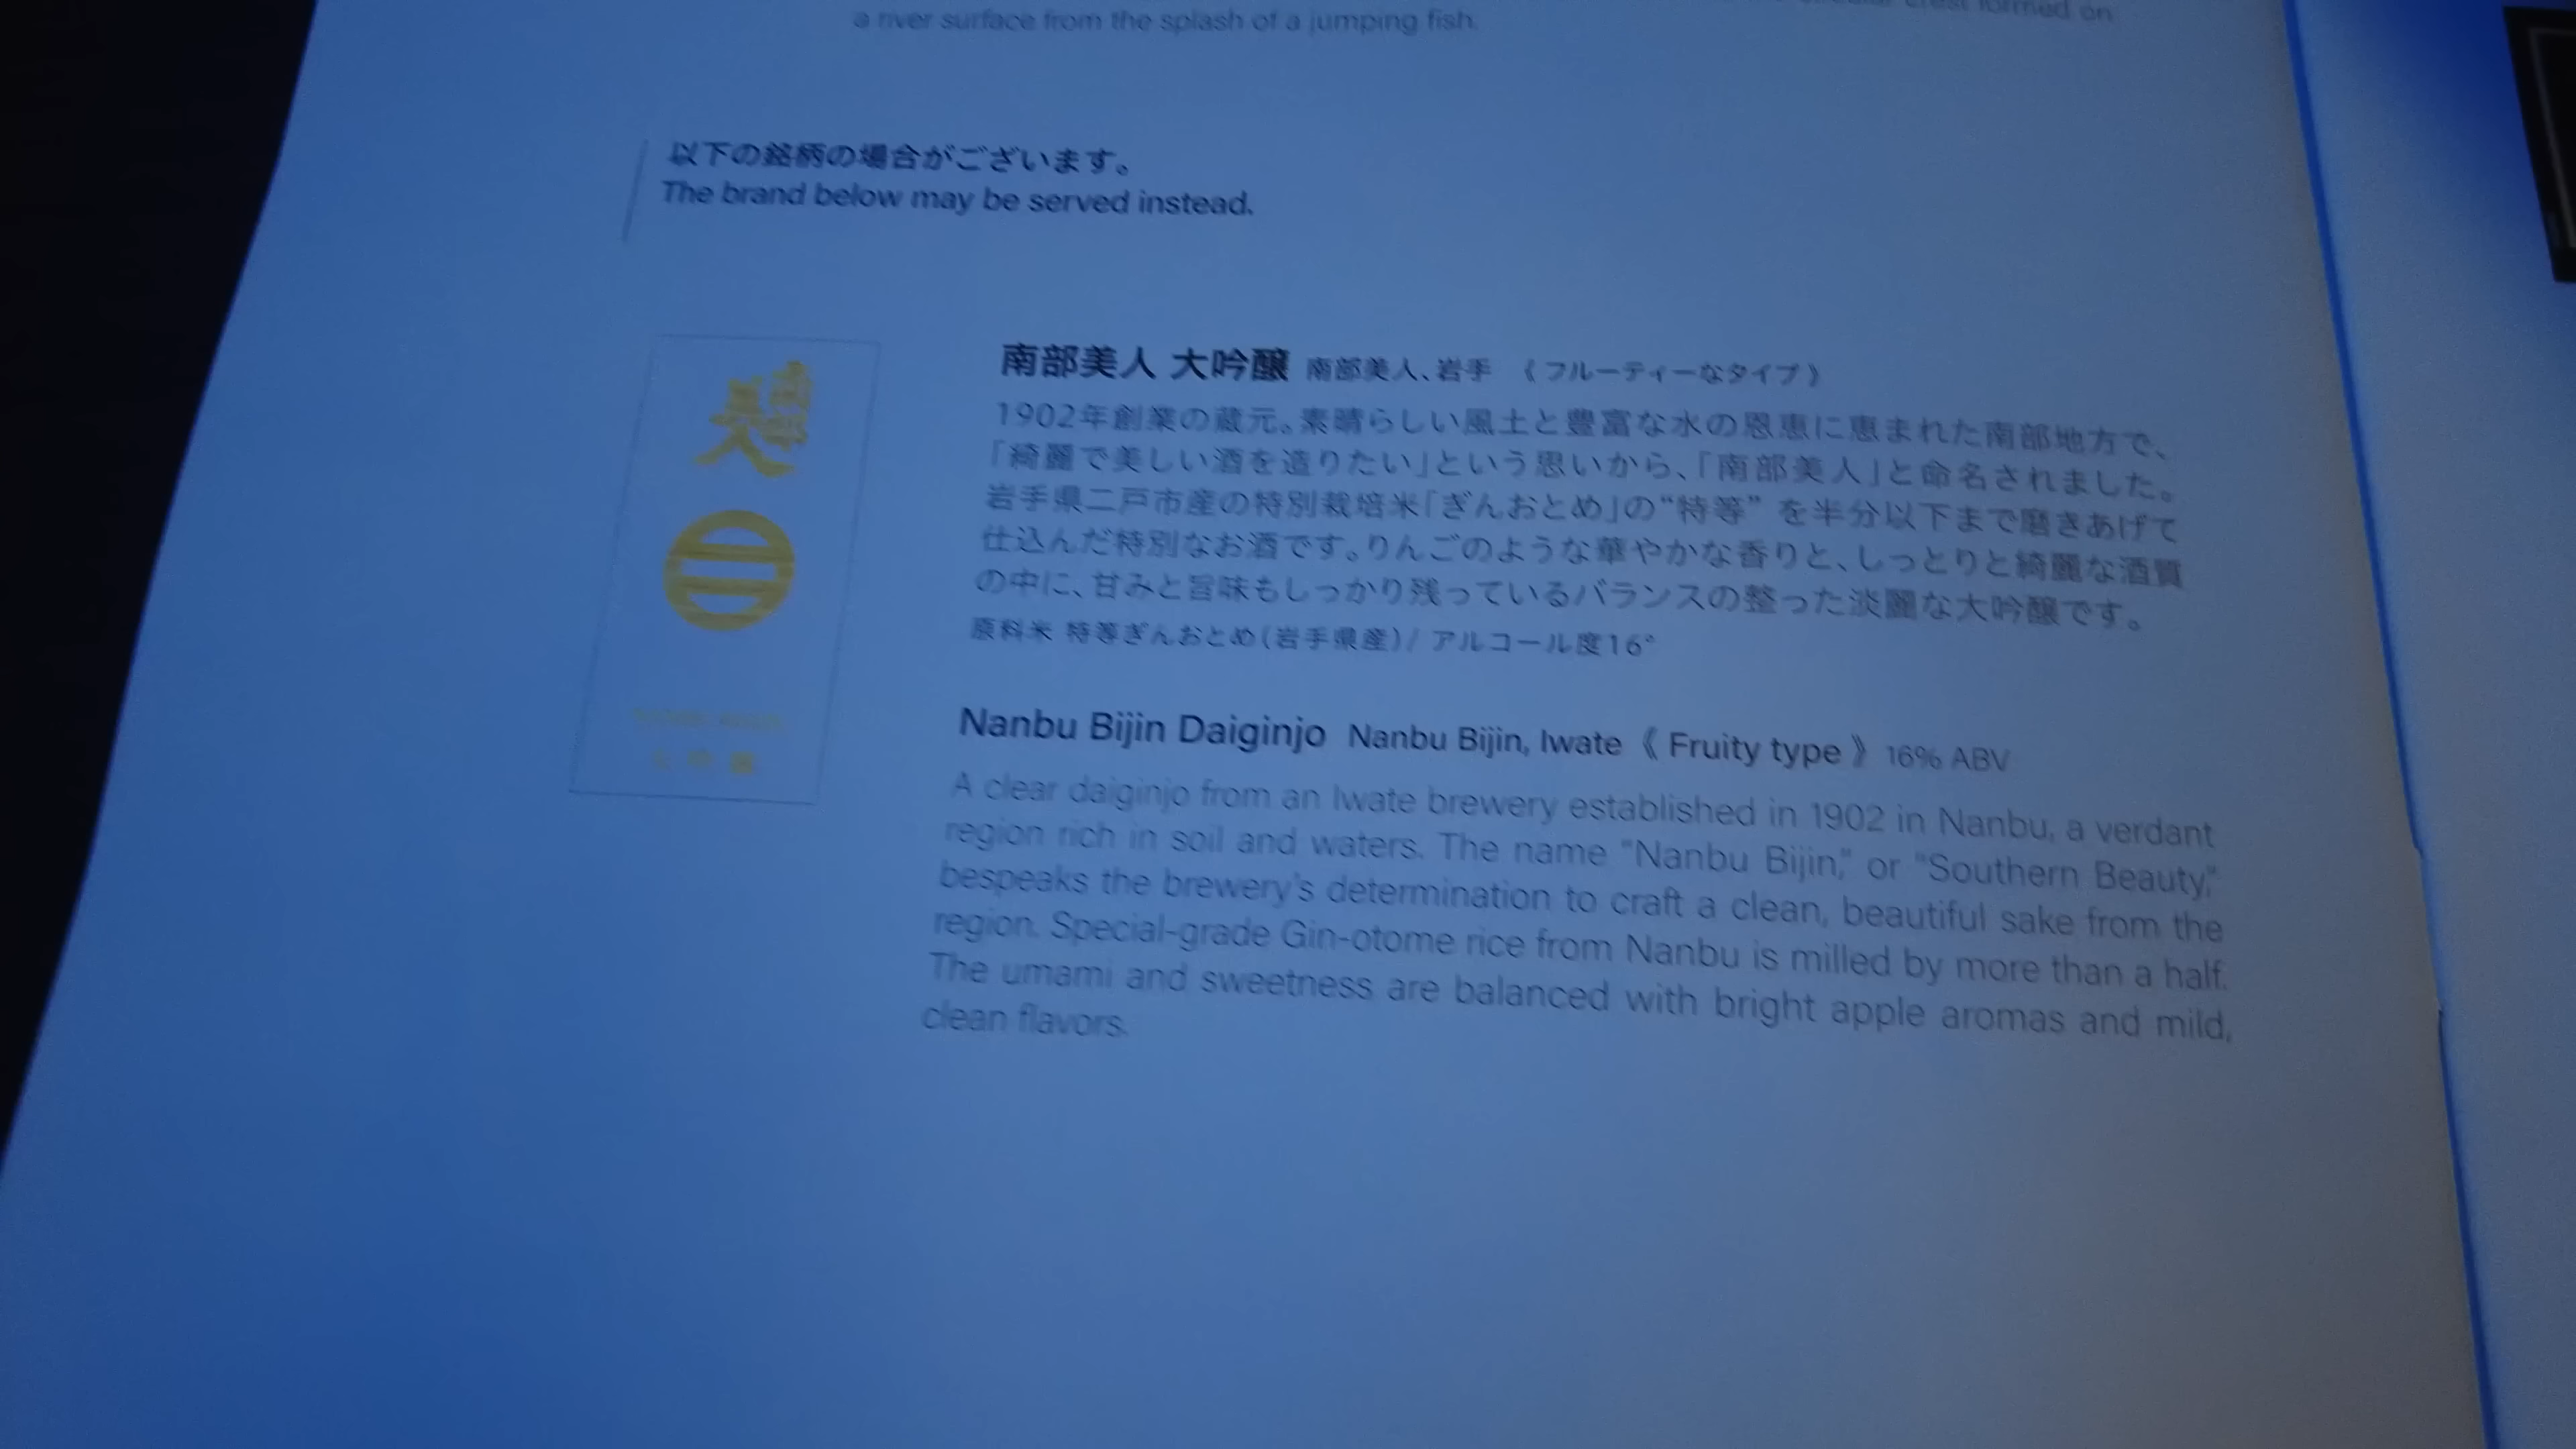 formed on
a river surface from the splash of a jumping fish.
以下の銘柄の場合がございます。
The brand below may be served instead.
南部美人
南部美人 大吟醸 南部美人、岩手 《フルーティーなタイプ》
1902年創業の蔵元。素晴らしい風土と豊富な水の恩恵に恵まれた南部地方で、
「綺麗で美しい酒を造りたい」という思いから、「南部美人」と命名されました。
岩手県二戸市産の特別栽培米「ぎんおとめ」の“特等” を半分以下まで磨きあげて
仕込んだ特別なお酒です。りんごのような華やかな香りと、しっとりと綺麗な酒質
の中に、甘みと旨味もしっかり残っているバランスの整った淡麗な大吟醸です。
原料米 特等ぎんおとめ(岩手県産)/ アルコール度16°
Nanbu Bijin Daiginjo Nanbu Bijin, Iwate 《 Fruity type 》 16% ABV
A clear daiginjo from an Iwate brewery established in 1902 in Nanbu, a verdant
region rich in soil and waters. The name “Nanbu Bijin,” or “Southern Beauty,”
bespeaks the brewery’s determination to craft a clean, beautiful sake from the
region. Special-grade Gin-otome rice from Nanbu is milled by more than a half.
The umami and sweetness are balanced with bright apple aromas and mild,
clean flavors.